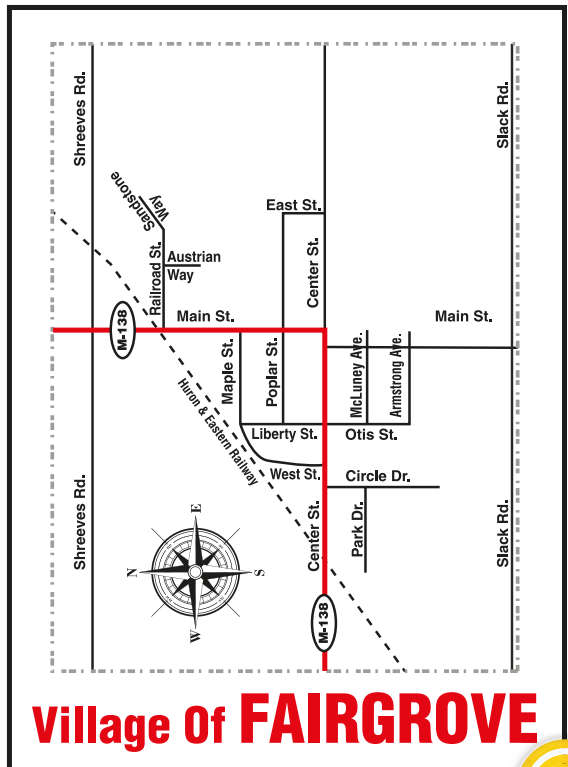 Shreeves Rd.
Slack Rd.
Sandstone
Way
East St.
Railroad St.
Austrian
Way
Center St.
M-138
Main St.
Main St.
Maple St.
Poplar St.
McLuney Ave.
Armstrong Ave.
Huron & Eastern Railway
Liberty St.
Otis St.
West St.
Circle Dr.
Shreeves Rd.
Center St.
Park Dr.
Slack Rd.
E
N
S
W
M-138
Village Of FAIRGROVE